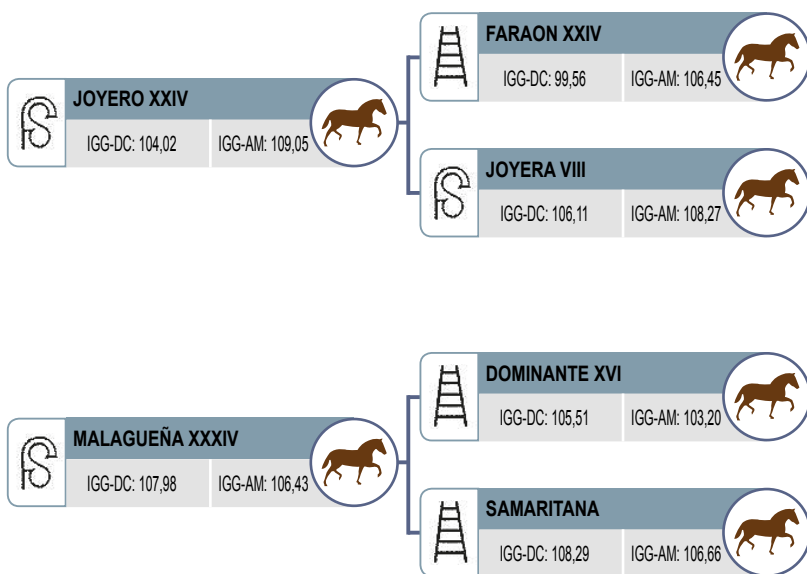 FARAON XXIV
IGG-DC: 99,56 IGG-AM: 106,45
JOYERO XXIV
IGG-DC: 104,02 IGG-AM: 109,05
JOYERA VIII
IGG-DC: 106,11 IGG-AM: 108,27
DOMINANTE XVI
IGG-DC: 105,51 IGG-AM: 103,20
MALAGUEÑA XXXIV
IGG-DC: 107,98 IGG-AM: 106,43
SAMARITANA
IGG-DC: 108,29 IGG-AM: 106,66